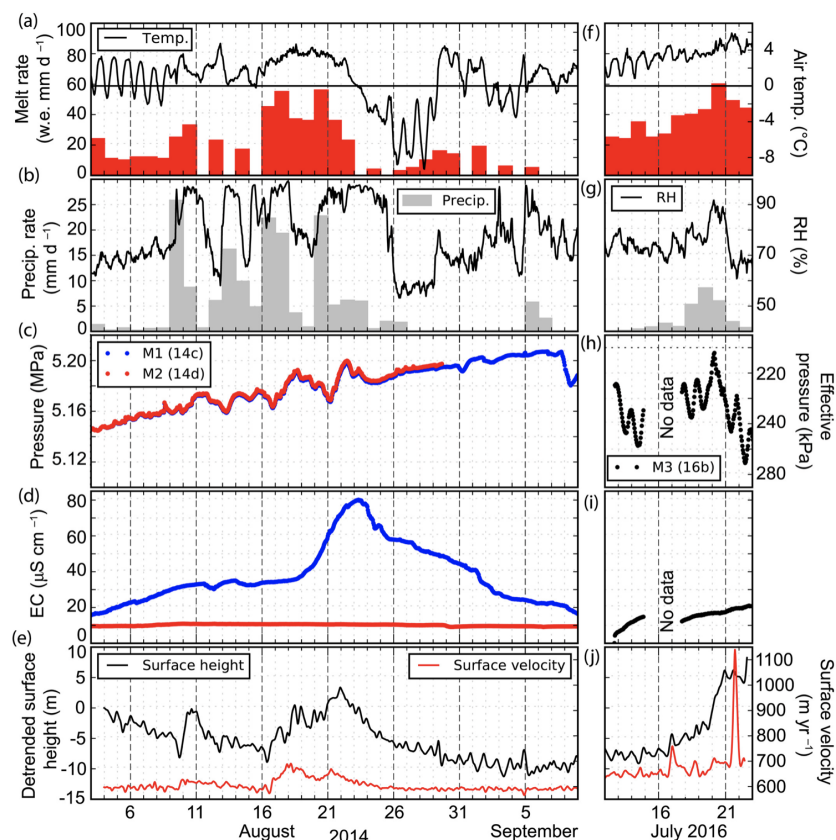 (a)
100
80
60
40
20
0
Melt rate
(w.e. mm d⁻¹)
Temp.
(f)
4
0
-4
-8
Air temp. (°C)
(b)
25
20
15
10
5
0
Precip. rate
(mm d⁻¹)
Precip.
(g)
RH
90
70
50
RH (%)
(c)
5.20
5.16
5.12
Pressure (MPa)
M1 (14c)
M2 (14d)
(h)
No data
M3 (16b)
220
240
260
280
Effective
pressure (kPa)
(d)
80
60
40
20
0
EC (µS cm⁻¹)
(i)
No data
(e)
10
5
0
-5
-10
-15
Detrended surface
height (m)
Surface height
Surface velocity
(j)
1100
1000
900
800
700
600
Surface velocity
(m yr⁻¹)
6 11 16 21 26 31 5
August 2014 September
16 21
July 2016